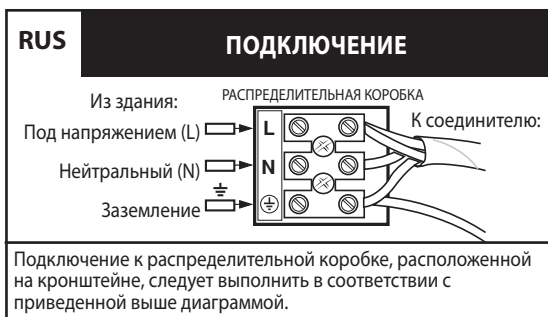 RUS
ПОДКЛЮЧЕНИЕ
Из здания:
РАСПРЕДЕЛИТЕЛЬНАЯ КОРОБКА
К соединителю:
Под напряжением (L)
L
Нейтральный (N)
N
Заземление
Подключение к распределительной коробке, расположенной
на кронштейне, следует выполнить в соответствии с
приведенной выше диаграммой.